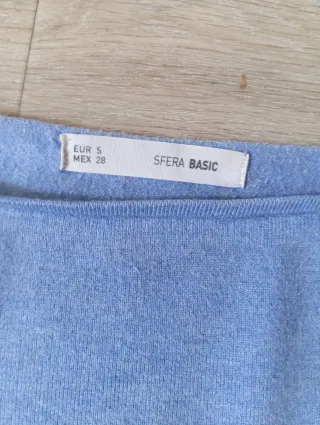 EUR S
MEX 28
SFERA BASIC